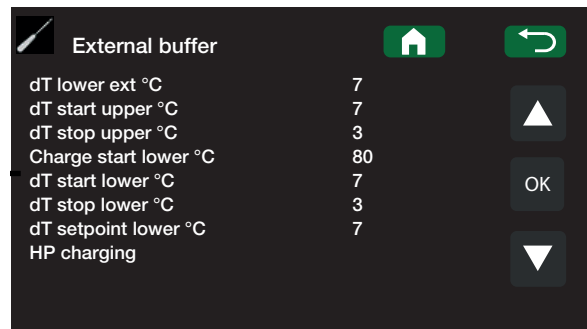 External buffer
dT lower ext °C 7
dT start upper °C 7
dT stop upper °C 3
Charge start lower °C 80
dT start lower °C 7
OK
dT stop lower °C 3
dT setpoint lower °C 7
HP charging